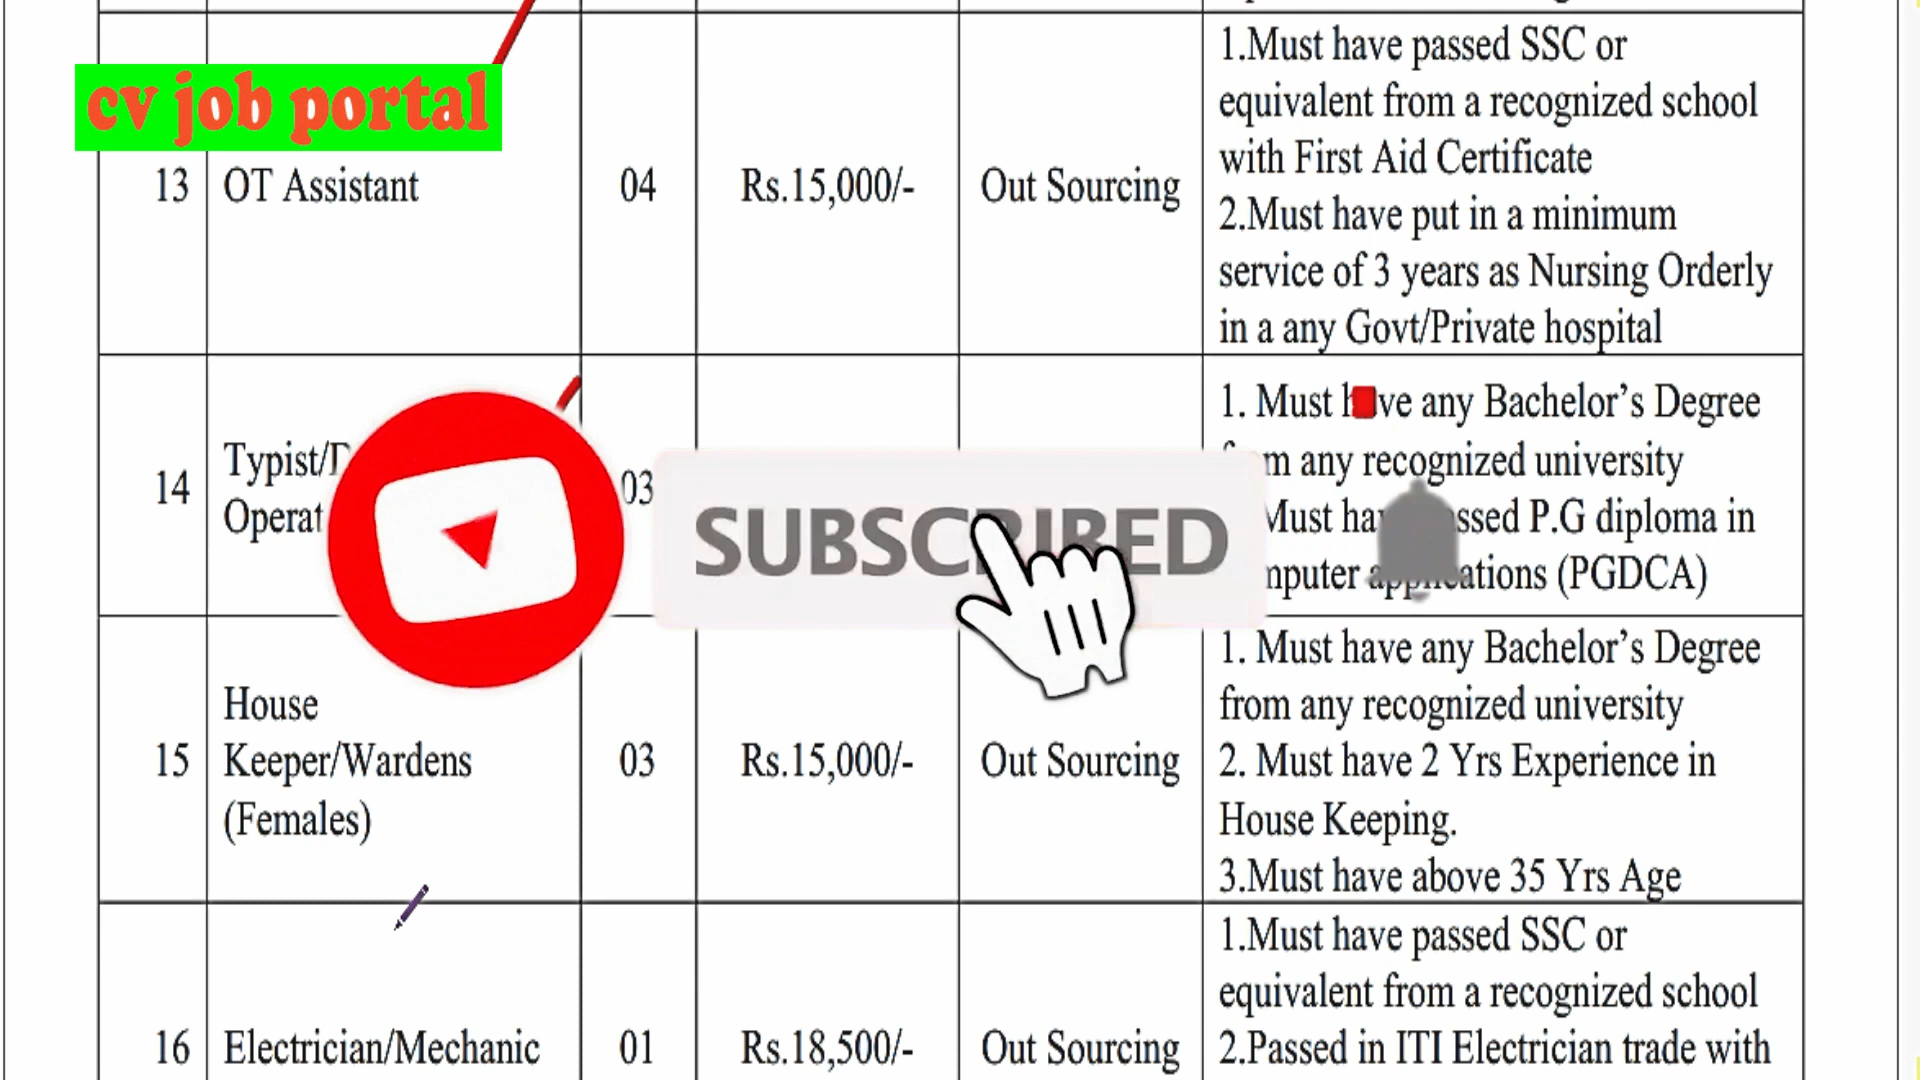 cv job portal
13 OT Assistant 04 Rs.15,000/- Out Sourcing
1.Must have passed SSC or
equivalent from a recognized school
with First Aid Certificate
2.Must have put in a minimum
service of 3 years as Nursing Orderly
in a any Govt/Private hospital
14
Typist/
03
1. Must have any Bachelor’s Degree
any recognized university
Must P.G diploma in
(PGDCA)
SUBSCRIBED
15
House
Keeper/Wardens
(Females)
03 Rs.15,000/- Out Sourcing
1. Must have any Bachelor’s Degree
from any recognized university
2. Must have 2 Yrs Experience in
House Keeping.
3.Must have above 35 Yrs Age
16 Electrician/Mechanic 01 Rs.18,500/- Out Sourcing
1.Must have passed SSC or
equivalent from a recognized school
2.Passed in ITI Electrician trade with